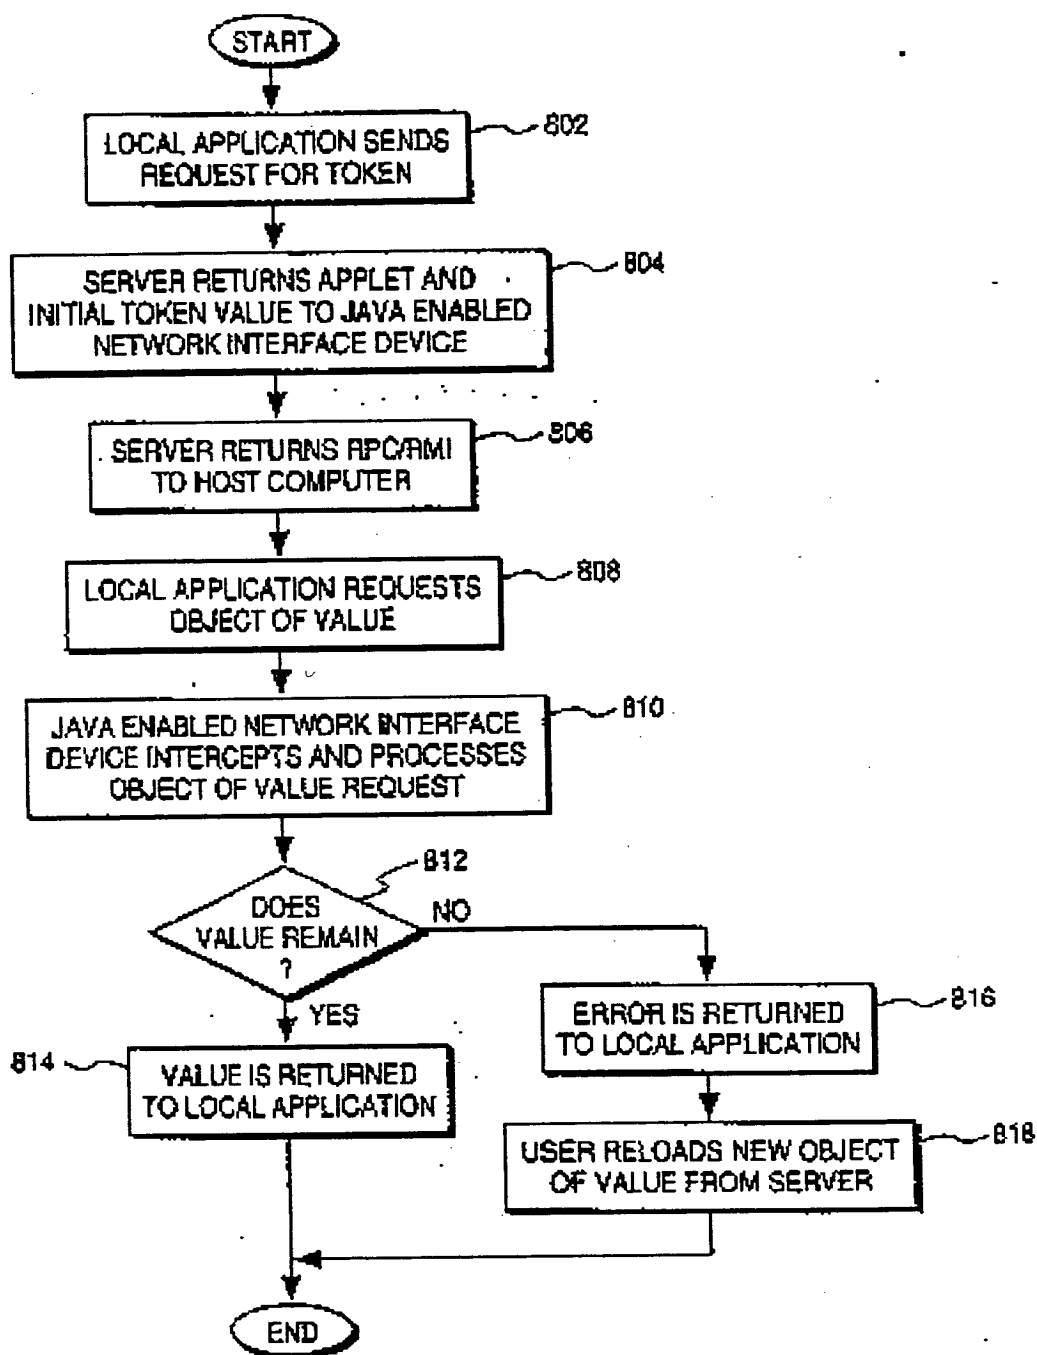 START
LOCAL APPLICATION SENDS
REQUEST FOR TOKEN
802
SERVER RETURNS APPLET AND
INITIAL TOKEN VALUE TO JAVA ENABLED
NETWORK INTERFACE DEVICE
804
SERVER RETURNS RPC/RMI
TO HOST COMPUTER
806
LOCAL APPLICATION REQUESTS
OBJECT OF VALUE
808
JAVA ENABLED NETWORK INTERFACE
DEVICE INTERCEPTS AND PROCESSES
OBJECT OF VALUE REQUEST
810
812
DOES
VALUE REMAIN
?
NO
YES
814
VALUE IS RETURNED
TO LOCAL APPLICATION
ERROR IS RETURNED
TO LOCAL APPLICATION
816
USER RELOADS NEW OBJECT
OF VALUE FROM SERVER
818
END